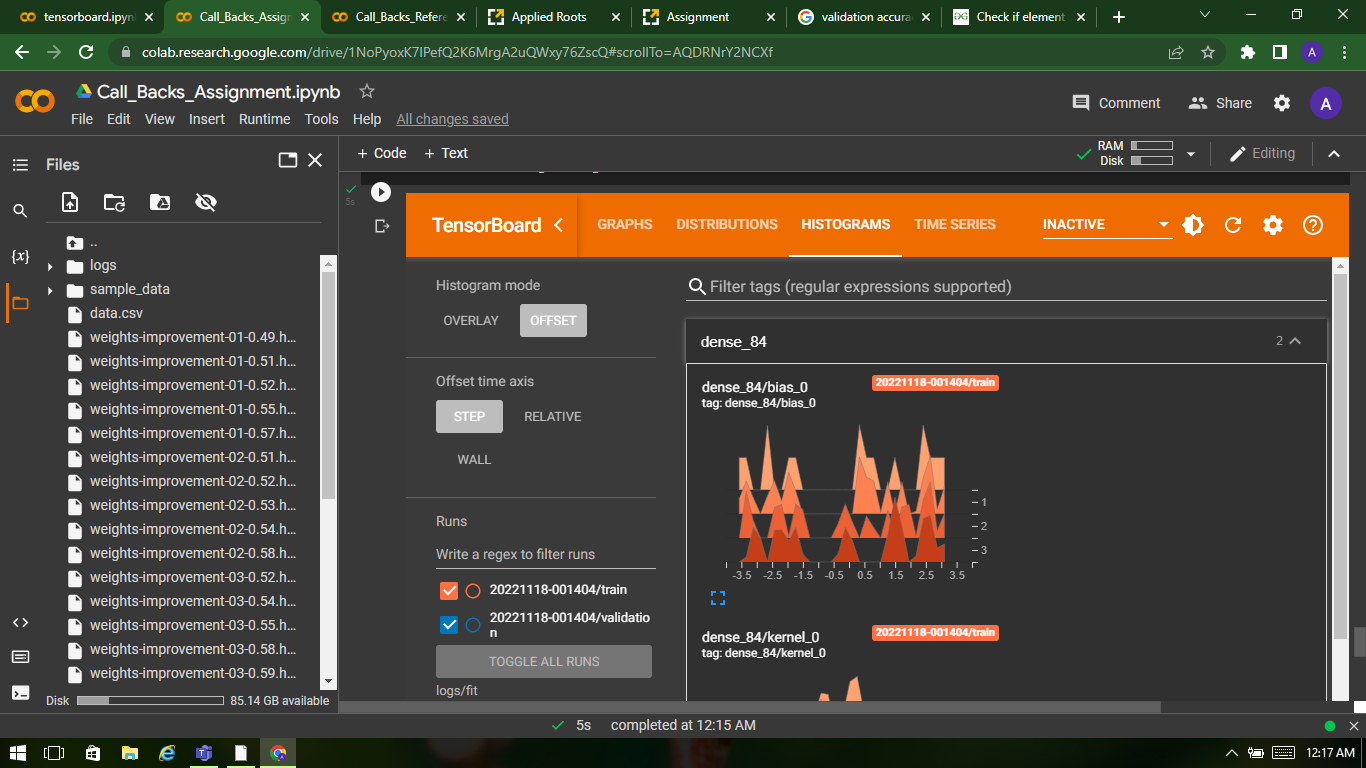 tensorboard.ipynb
Call_Backs_Assign
Call_Backs_Refere
Applied Roots
Assignment
validation accura
Check if element
colab.research.google.com/drive/1NoPyoxK7IPefQ2K6MrgA2uQWxy76ZscQ#scrollTo=AQDRNrY2NCXf
A
Call_Backs_Assignment.ipynb
File Edit View Insert Runtime Tools Help All changes saved
Comment
Share
A
Files
+ Code + Text
RAM
Disk
Editing
{x}
..
logs
sample_data
data.csv
weights-improvement-01-0.49.h...
weights-improvement-01-0.51.h...
weights-improvement-01-0.52.h...
weights-improvement-01-0.55.h...
weights-improvement-01-0.57.h...
weights-improvement-02-0.51.h...
weights-improvement-02-0.52.h...
weights-improvement-02-0.53.h...
weights-improvement-02-0.54.h...
weights-improvement-02-0.58.h...
weights-improvement-03-0.52.h...
weights-improvement-03-0.54.h...
weights-improvement-03-0.55.h...
weights-improvement-03-0.58.h...
weights-improvement-03-0.59.h...
Disk
85.14 GB available
5s
TensorBoard
GRAPHS DISTRIBUTIONS HISTOGRAMS TIME SERIES
INACTIVE
Histogram mode
OVERLAY OFFSET
Offset time axis
STEP RELATIVE
WALL
Runs
Write a regex to filter runs
20221118-001404/train
20221118-001404/validatio
n
TOGGLE ALL RUNS
logs/fit
Filter tags (regular expressions supported)
dense_84
2
dense_84/bias_0
tag: dense_84/bias_0
20221118-001404/train
1
2
3
-3.5 -2.5 -1.5 -0.5 0.5 1.5 2.5 3.5
dense_84/kernel_0
tag: dense_84/kernel_0
20221118-001404/train
5s completed at 12:15 AM
12:17 AM